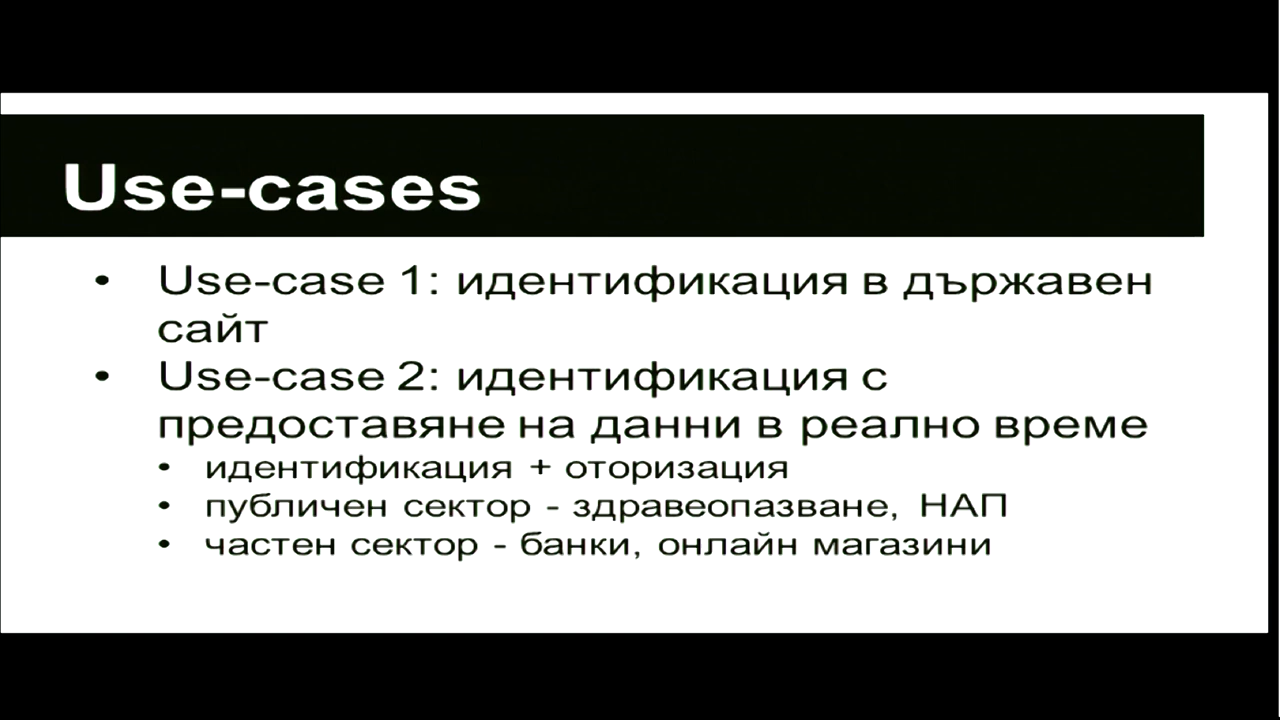 Use-cases
• Use-case 1: идентификация в държавен
сайт
• Use-case 2: идентификация с
предоставяне на данни в реално време
• идентификация + оторизация
• публичен сектор - здравеопазване, НАП
• частен сектор - банки, онлайн магазини